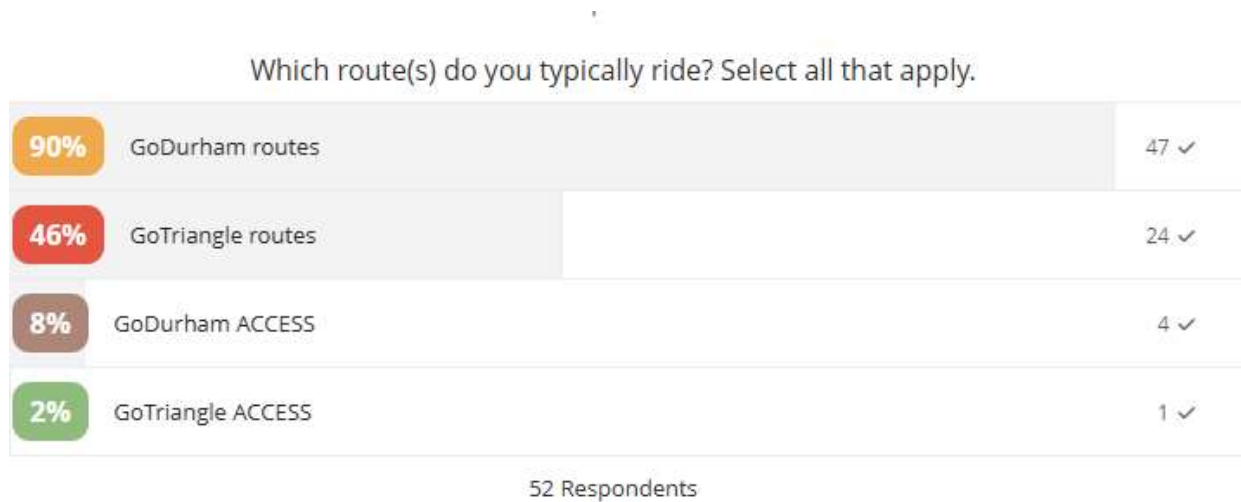 Which route(s) do you typically ride? Select all that apply.
90% GoDurham routes 47 ✓
46% GoTriangle routes 24 ✓
8% GoDurham ACCESS 4 ✓
2% GoTriangle ACCESS 1 ✓
52 Respondents